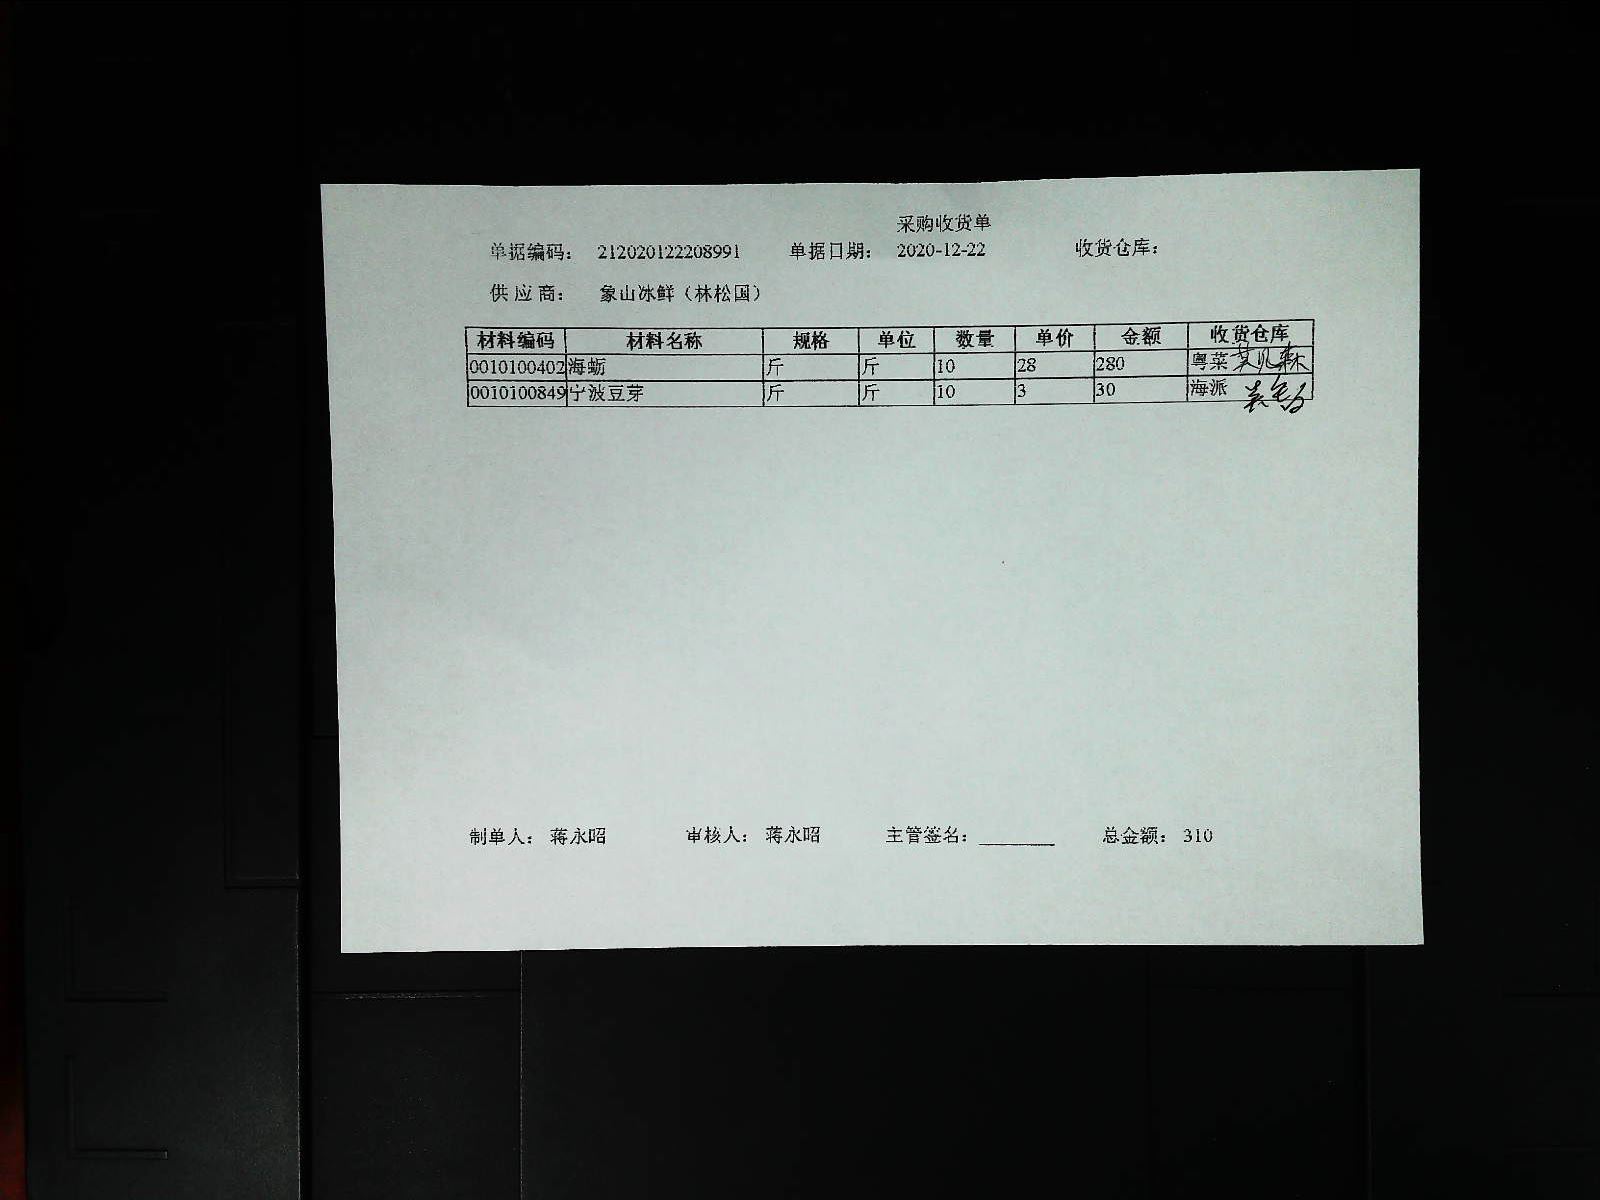 采购收货单
单据编码： 212020122208991 单据日期： 2020-12-22 收货仓库：
供应商： 象山冰鲜（林松国）
材料编码 材料名称 规格 单位 数量 单价 金额 收货仓库
0010100402 海蛎 斤 斤 10 28 280 粤菜
0010100849 宁波豆芽 斤 斤 10 3 30 海派
制单人： 蒋永昭 审核人： 蒋永昭 主管签名： 总金额： 310